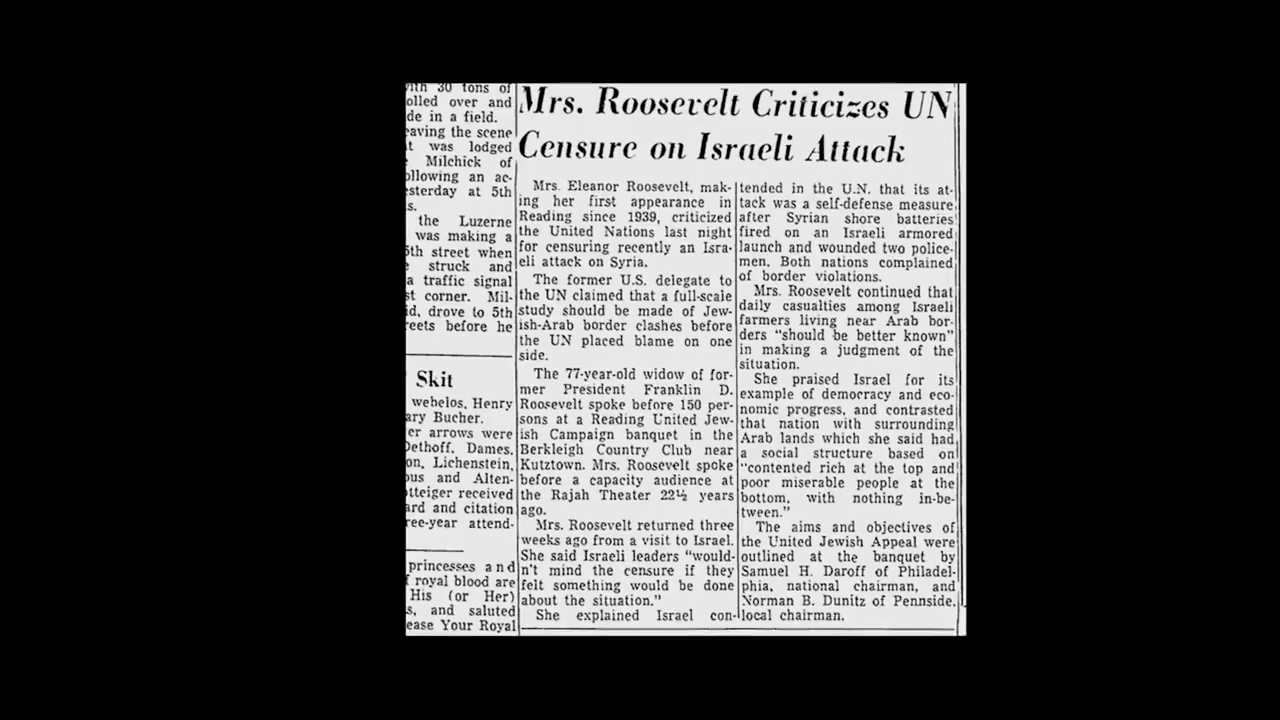 with 30 tons of
olled over and
de in a field.
eaving the scene
t was lodged
Milchick of
ollowing an ac-
esterday at 5th
s.
the Luzerne
was making a
5th street when
struck and
a traffic signal
st corner. Mil-
id, drove to 5th
reets before he
Skit
webelos, Henry
ary Bucher.
er arrows were
Dethoff, Dames,
on, Lichenstein,
ous and Alten-
tteiger received
ard and citation
ree-year attend-
princesses and
f royal blood are
His (or Her)
s, and saluted
ease Your Royal
Mrs. Roosevelt Criticizes UN
Censure on Israeli Attack
Mrs. Eleanor Roosevelt, mak-
ing her first appearance in
Reading since 1939, criticized
the United Nations last night
for censuring recently an Isra-
eli attack on Syria.
The former U.S. delegate to
the UN claimed that a full-scale
study should be made of Jew-
ish-Arab border clashes before
the UN placed blame on one
side.
The 77-year-old widow of for-
mer President Franklin D.
Roosevelt spoke before 150 per-
sons at a Reading United Jew-
ish Campaign banquet in the
Berkleigh Country Club near
Kutztown. Mrs. Roosevelt spoke
before a capacity audience at
the Rajah Theater 22½ years
ago.
Mrs. Roosevelt returned three
weeks ago from a visit to Israel.
She said Israeli leaders "would-
n't mind the censure if they
felt something would be done
about the situation."
She explained Israel con-
tended in the U.N. that its at-
tack was a self-defense measure
after Syrian shore batteries
fired on an Israeli armored
launch and wounded two police-
men. Both nations complained
of border violations.
Mrs. Roosevelt continued that
daily casualties among Israeli
farmers living near Arab bor-
ders "should be better known"
in making a judgment of the
situation.
She praised Israel for its
example of democracy and eco-
nomic progress, and contrasted
that nation with surrounding
Arab lands which she said had
a social structure based on
"contented rich at the top and
poor miserable people at the
bottom, with nothing in-be-
tween."
The aims and objectives of
the United Jewish Appeal were
outlined at the banquet by
Samuel H. Daroff of Philadel-
phia, national chairman, and
Norman B. Dunitz of Pennside,
local chairman.